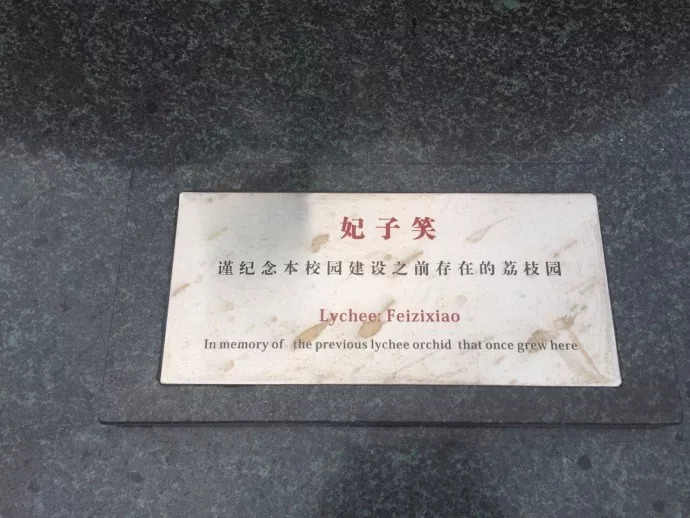 妃子笑
谨纪念本校园建设之前存在的荔枝园
Lychee: Feizixiao
In memory of the previous lychee orchid that once grew here